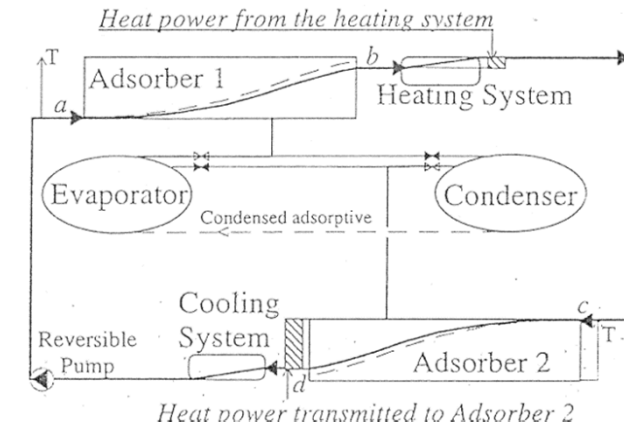 Heat power from the heating system
T
a
b
Adsorber 1
Heating System
Evaporator
Condenser
Condensed adsorptive
Cooling
System
c
T
Reversible
Pump
d
Adsorber 2
Heat power transmitted to Adsorber 2